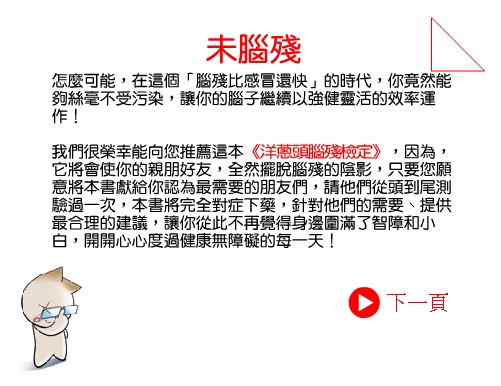 未腦殘
怎麼可能，在這個「腦殘比感冒還快」的時代，你竟然能
夠絲毫不受污染，讓你的腦子繼續以強健靈活的效率運
作！
我們很榮幸能向您推薦這本《洋蔥頭腦殘檢定》，因為，
它將會使你的親朋好友，全然擺脫腦殘的陰影，只要您願
意將本書獻給你認為最需要的朋友們，請他們從頭到尾測
驗過一次，本書將完全對症下藥，針對他們的需要、提供
最合理的建議，讓你從此不再覺得身邊圍滿了智障和小
白，開開心心度過健康無障礙的每一天！
下一頁